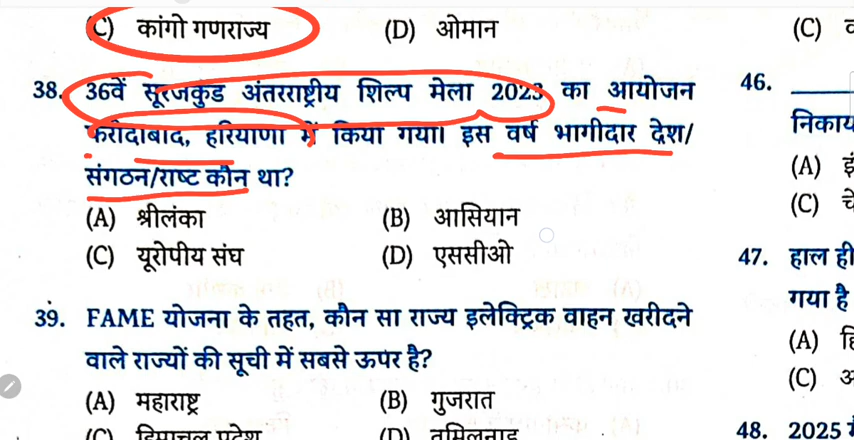 (C) कांगो गणराज्य (D) ओमान
38. 36वें सूरजकुंड अंतरराष्ट्रीय शिल्प मेला 2023 का आयोजन
फरीदाबाद, हरियाणा में किया गया। इस वर्ष भागीदार देश/
संगठन/राष्ट कौन था?
(A) श्रीलंका (B) आसियान
(C) यूरोपीय संघ (D) एससीओ
39. FAME योजना के तहत, कौन सा राज्य इलेक्ट्रिक वाहन खरीदने
वाले राज्यों की सूची में सबसे ऊपर है?
(A) महाराष्ट्र (B) गुजरात
(C) हिमाचल प्रदेश (D) तमिलनाडु
(C)
46.
निकाय
(A)
(C)
47. हाल ही
गया है
(A)
(C)
48. 2025